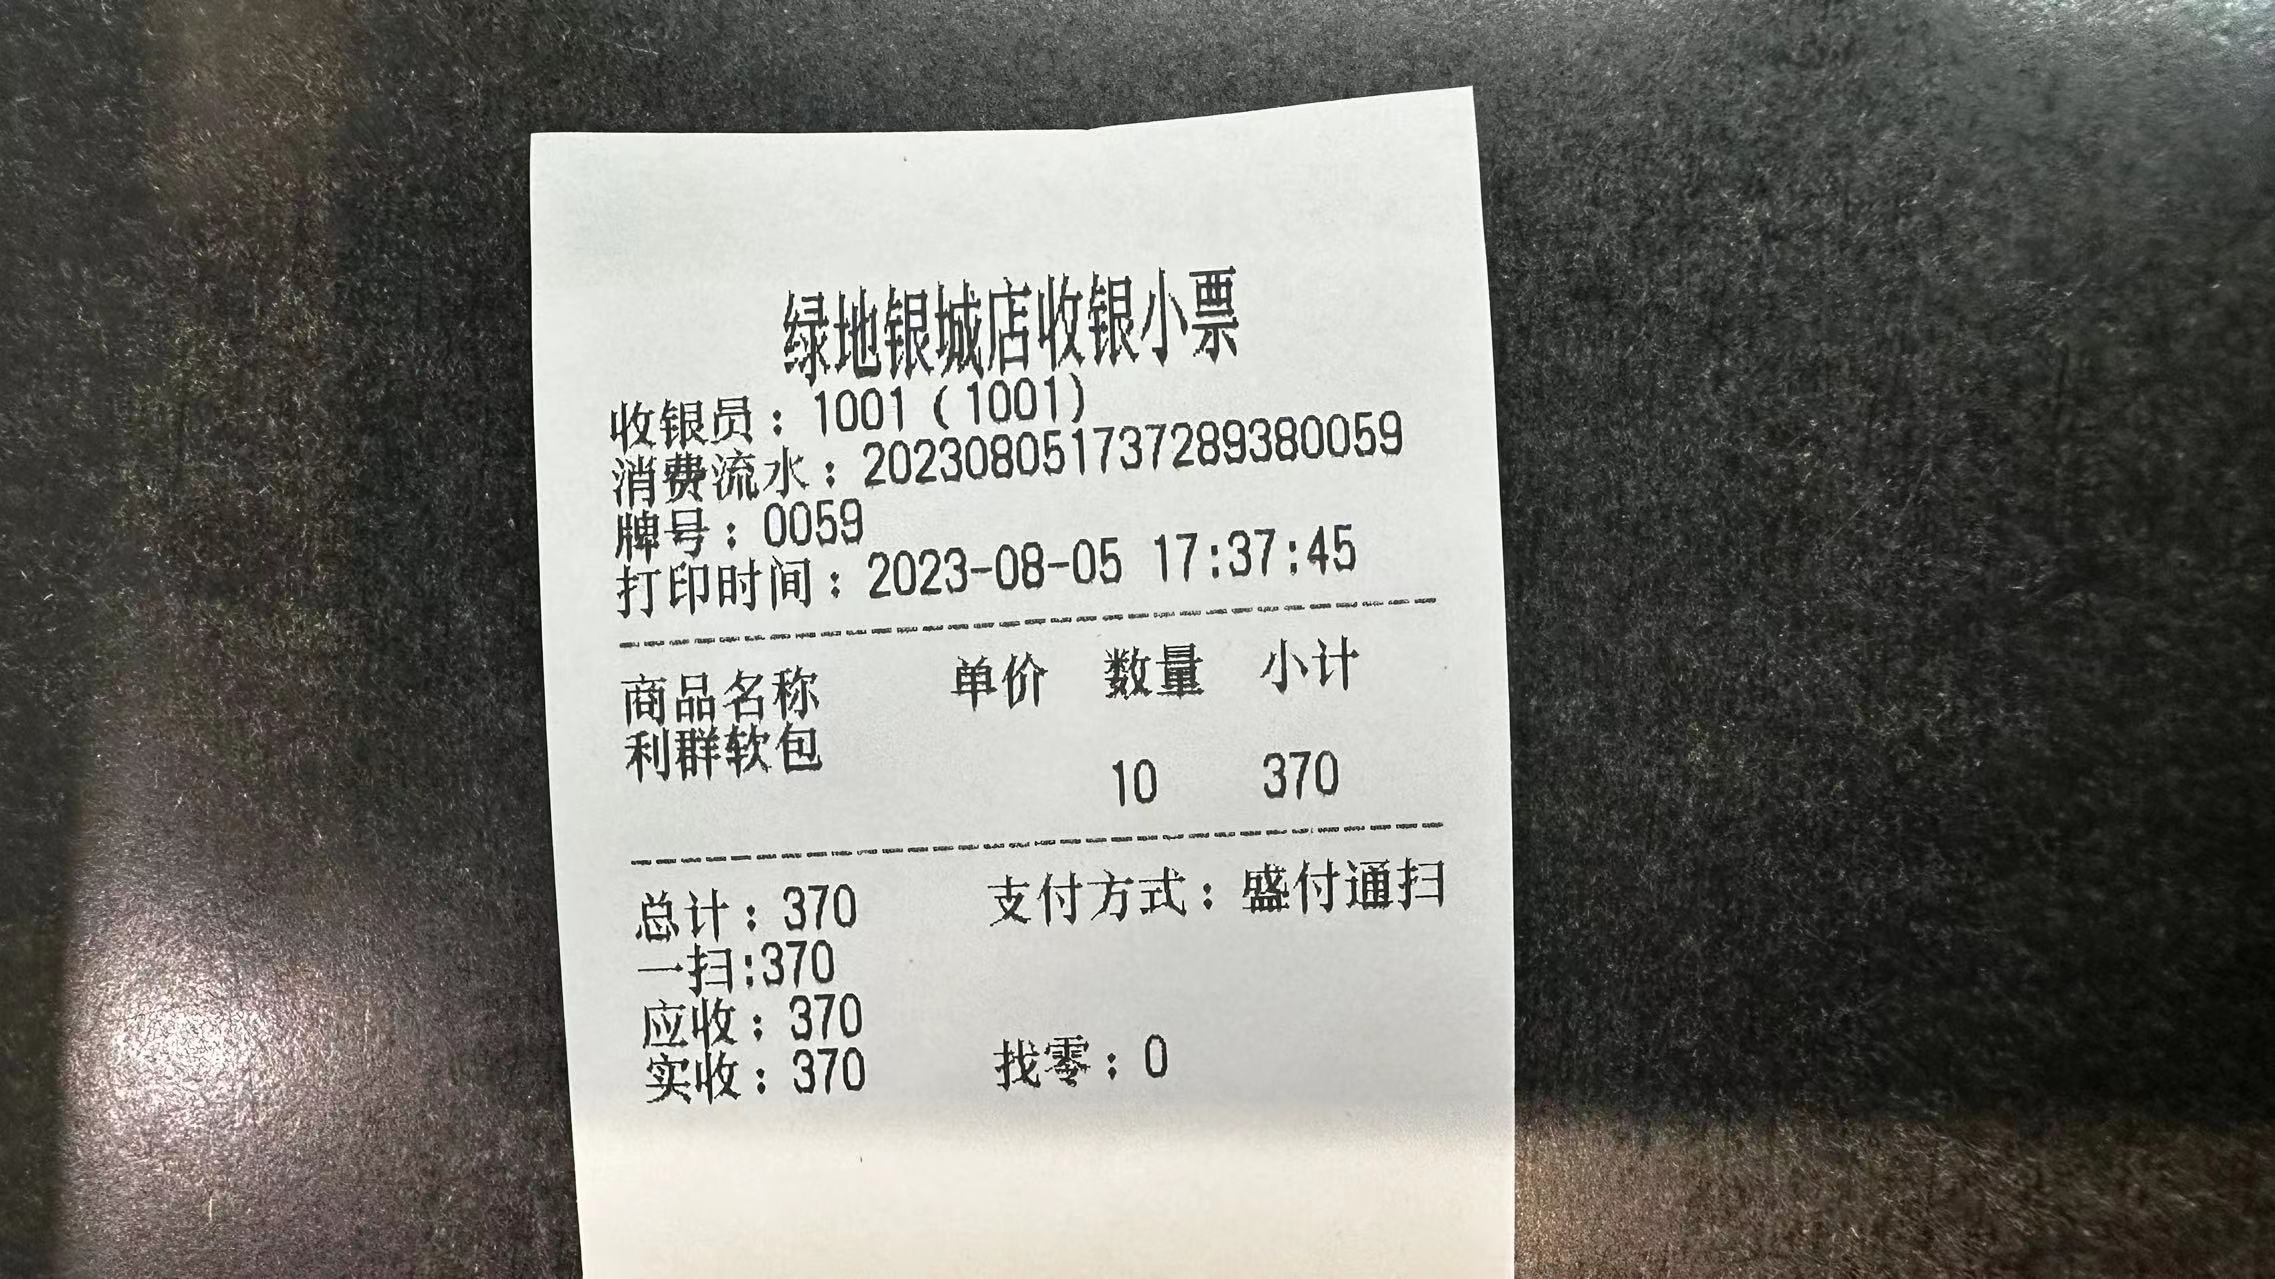 绿地银城店收银小票
收银员：1001（1001）
消费流水：2023080517372893​80059
牌号：0059
打印时间：2023-08-05 17:37:45
商品名称 单价 数量 小计
利群软包
10 370
总计：370 支付方式：盛付通扫
一扫:370
应收：370
实收：370 找零：0